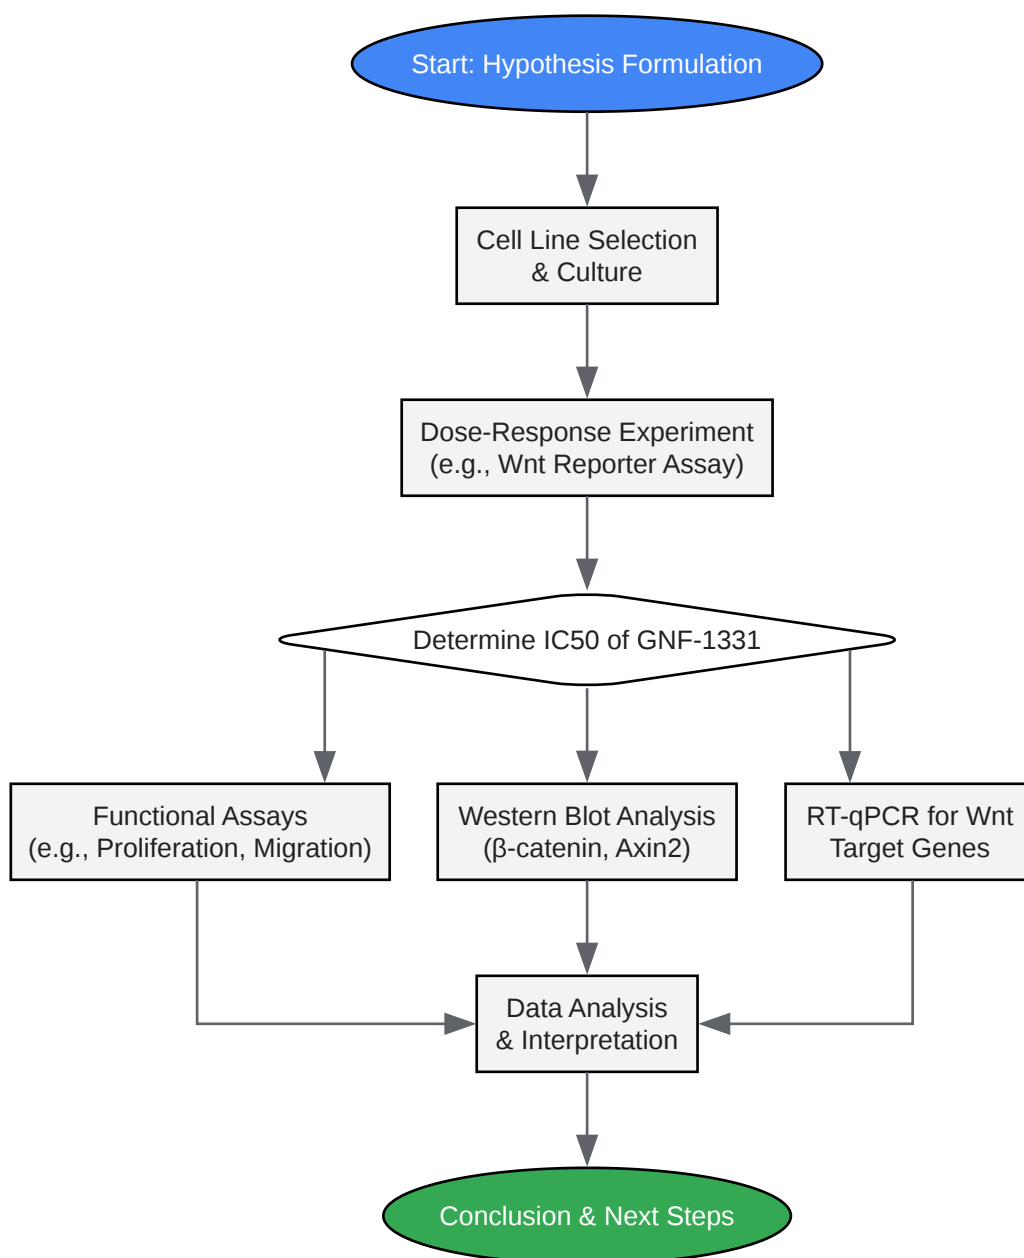 Start: Hypothesis Formulation
Cell Line Selection
& Culture
Dose-Response Experiment
(e.g., Wnt Reporter Assay)
Determine IC50 of GNF-1331
Functional Assays
(e.g., Proliferation, Migration)
Western Blot Analysis
(β-catenin, Axin2)
RT-qPCR for Wnt
Target Genes
Data Analysis
& Interpretation
Conclusion & Next Steps